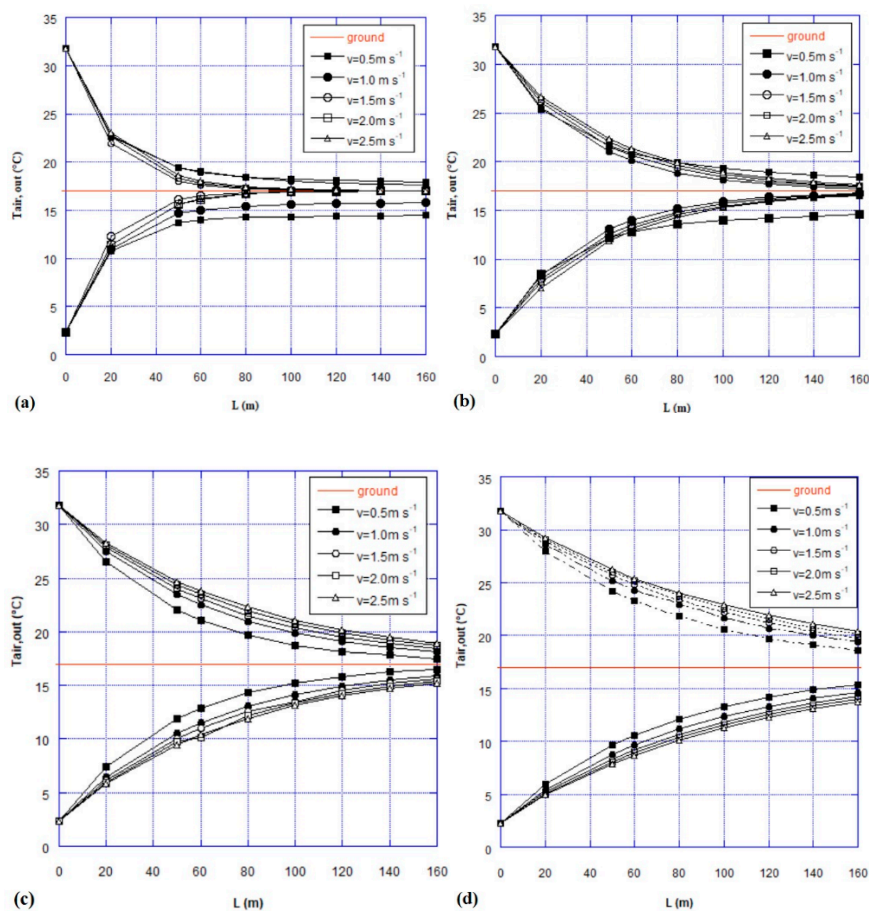 35
30
25
20
15
10
5
0
Tair, out (°C)
ground
v=0.5m s⁻¹
v=1.0 m s⁻¹
v=1.5m s⁻¹
v=2.0m s⁻¹
v=2.5m s⁻¹
0 20 40 60 80 100 120 140 160
(a)
L (m)
35
30
25
20
15
10
5
0
Tair, out (°C)
ground
v=0.5m s⁻¹
v=1.0m s⁻¹
v=1.5m s⁻¹
v=2.0m s⁻¹
v=2.5m s⁻¹
0 20 40 60 80 100 120 140 160
(b)
L (m)
35
30
25
20
15
10
5
0
Tair,out (°C)
ground
v=0.5m s⁻¹
v=1.0m s⁻¹
v=1.5m s⁻¹
v=2.0m s⁻¹
v=2.5m s⁻¹
0 20 40 60 80 100 120 140 160
(c)
L (m)
35
30
25
20
15
10
5
0
Tair,out (°C)
ground
v=0.5m s⁻¹
v=1.0m s⁻¹
v=1.5m s⁻¹
v=2.0m s⁻¹
v=2.5m s⁻¹
0 20 40 60 80 100 120 140 160
(d)
L (m)